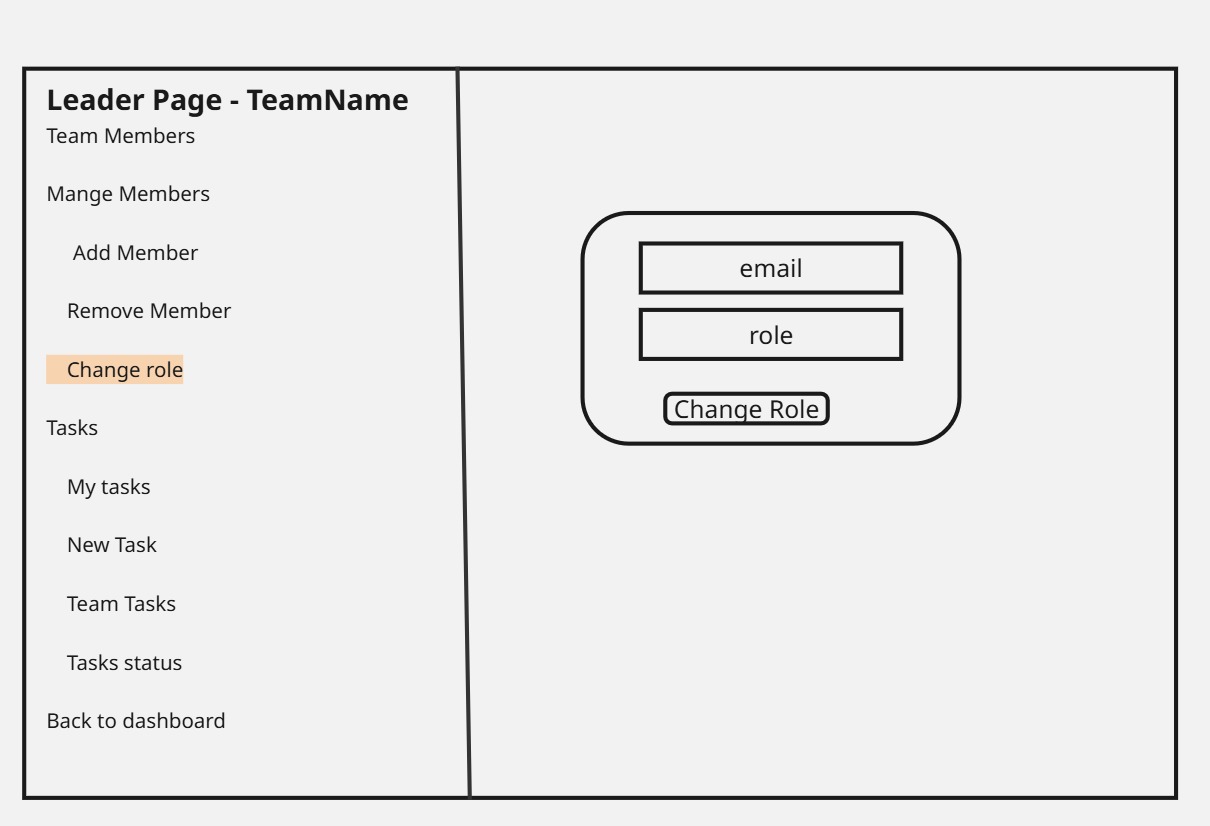 Leader Page - TeamName
Team Members
Mange Members
Add Member
Remove Member
Change role
Tasks
My tasks
New Task
Team Tasks
Tasks status
Back to dashboard
email
role
Change Role